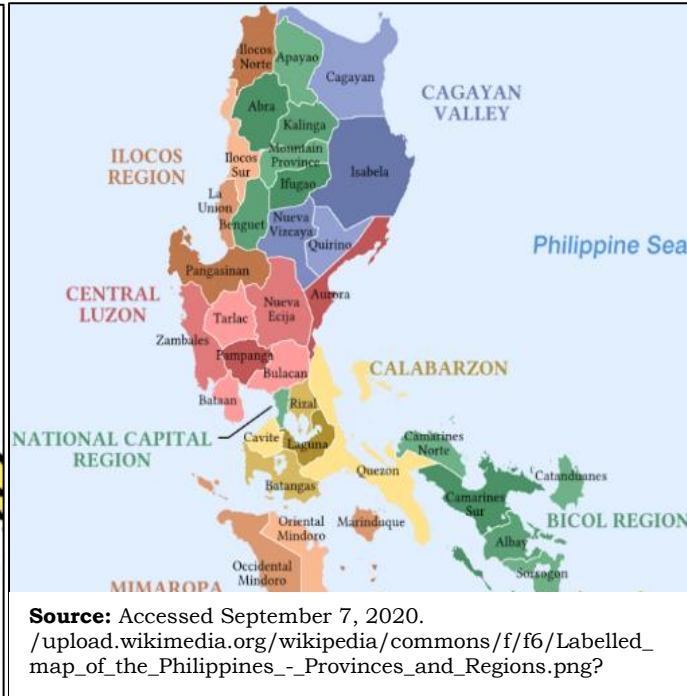 Ilocos
Norte
Apayao
Cagayan
CAGAYAN
VALLEY
Abra
Kalinga
ILOCOS
REGION
Ilocos
Sur
Mountain
Province
Isabela
Ifugao
La
Union
Benguet
Nueva
Vizcaya
Quirino
Philippine Sea
Pangasinan
CENTRAL
LUZON
Aurora
Nueva
Ecija
Tarlac
Zambales
Pampanga
Bulacan
CALABARZON
Bataan
Rizal
NATIONAL CAPITAL
REGION
Cavite
Laguna
Camarines
Norte
Quezon
Catanduanes
Batangas
Camarines
Sur
BICOL REGION
Oriental
Mindoro
Marinduque
Albay
Occidental
Mindoro
Sorsogon
MIMAROPA
Source: Accessed September 7, 2020.
/upload.wikimedia.org/wikipedia/commons/f/f6/Labelled_
map_of_the_Philippines_-_Provinces_and_Regions.png?